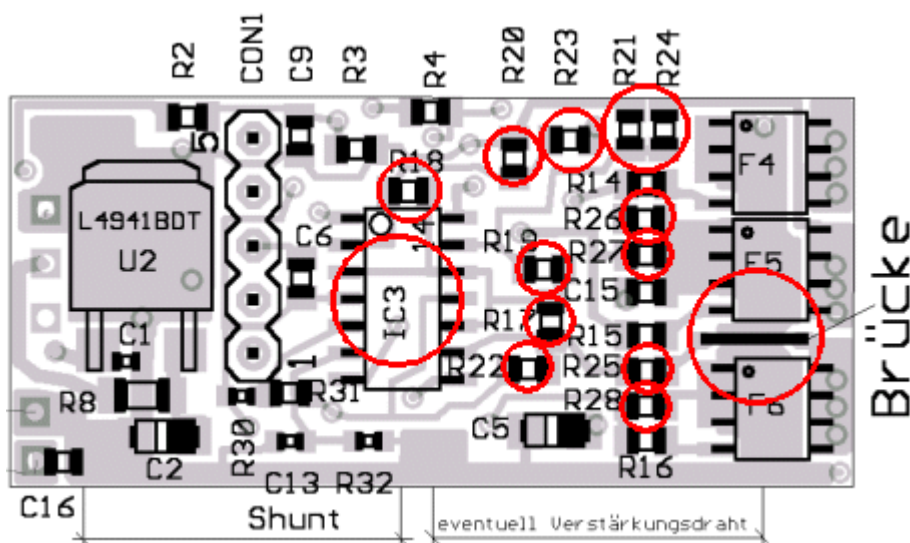 R2
CON1
C9
R3
R4
R20
R23
R21
R24
5
R18
R14
F4
L4941BDT
U2
14
R26
C6
R19
R27
F5
IC3
C15
R17
R15
Brücke
C1
1
R22
R25
R8
R31
R28
F6
C2
R30
C5
C16
C13
R32
R16
Shunt
eventuell Verstärkungsdraht